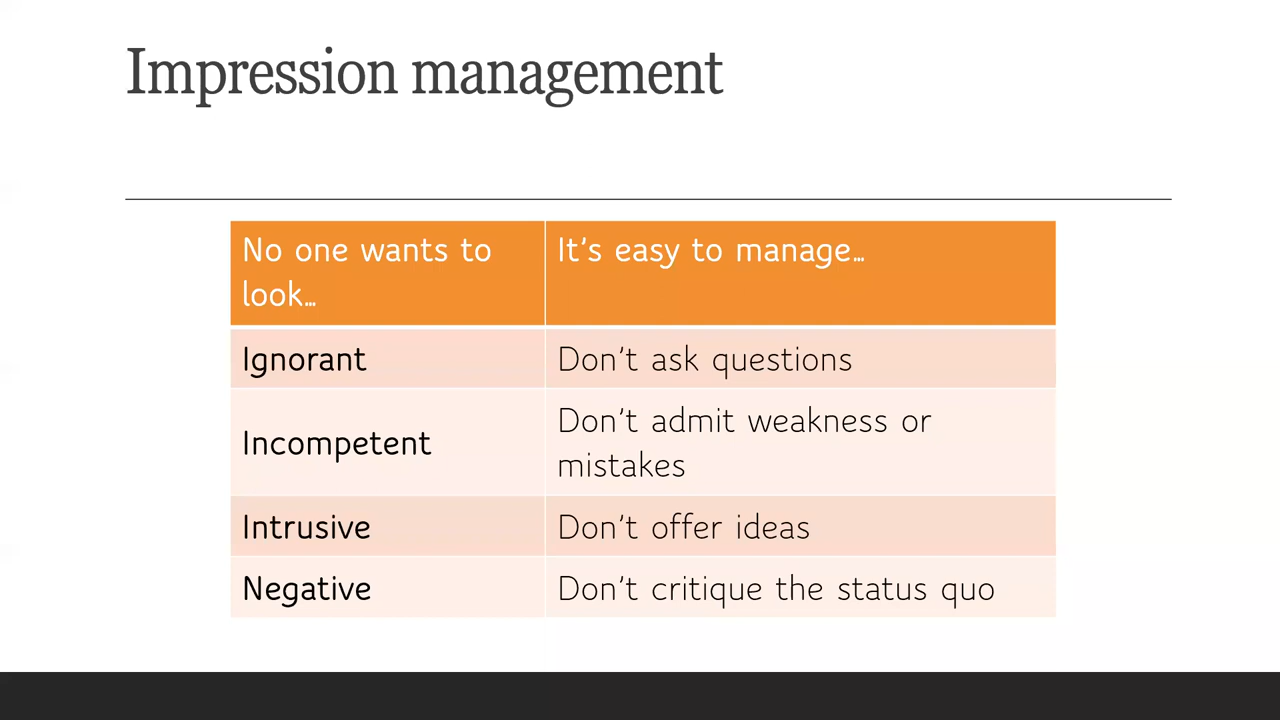 Impression management
No one wants to
look…
It's easy to manage…
Ignorant
Don't ask questions
Incompetent
Don't admit weakness or
mistakes
Intrusive
Don't offer ideas
Negative
Don't critique the status quo